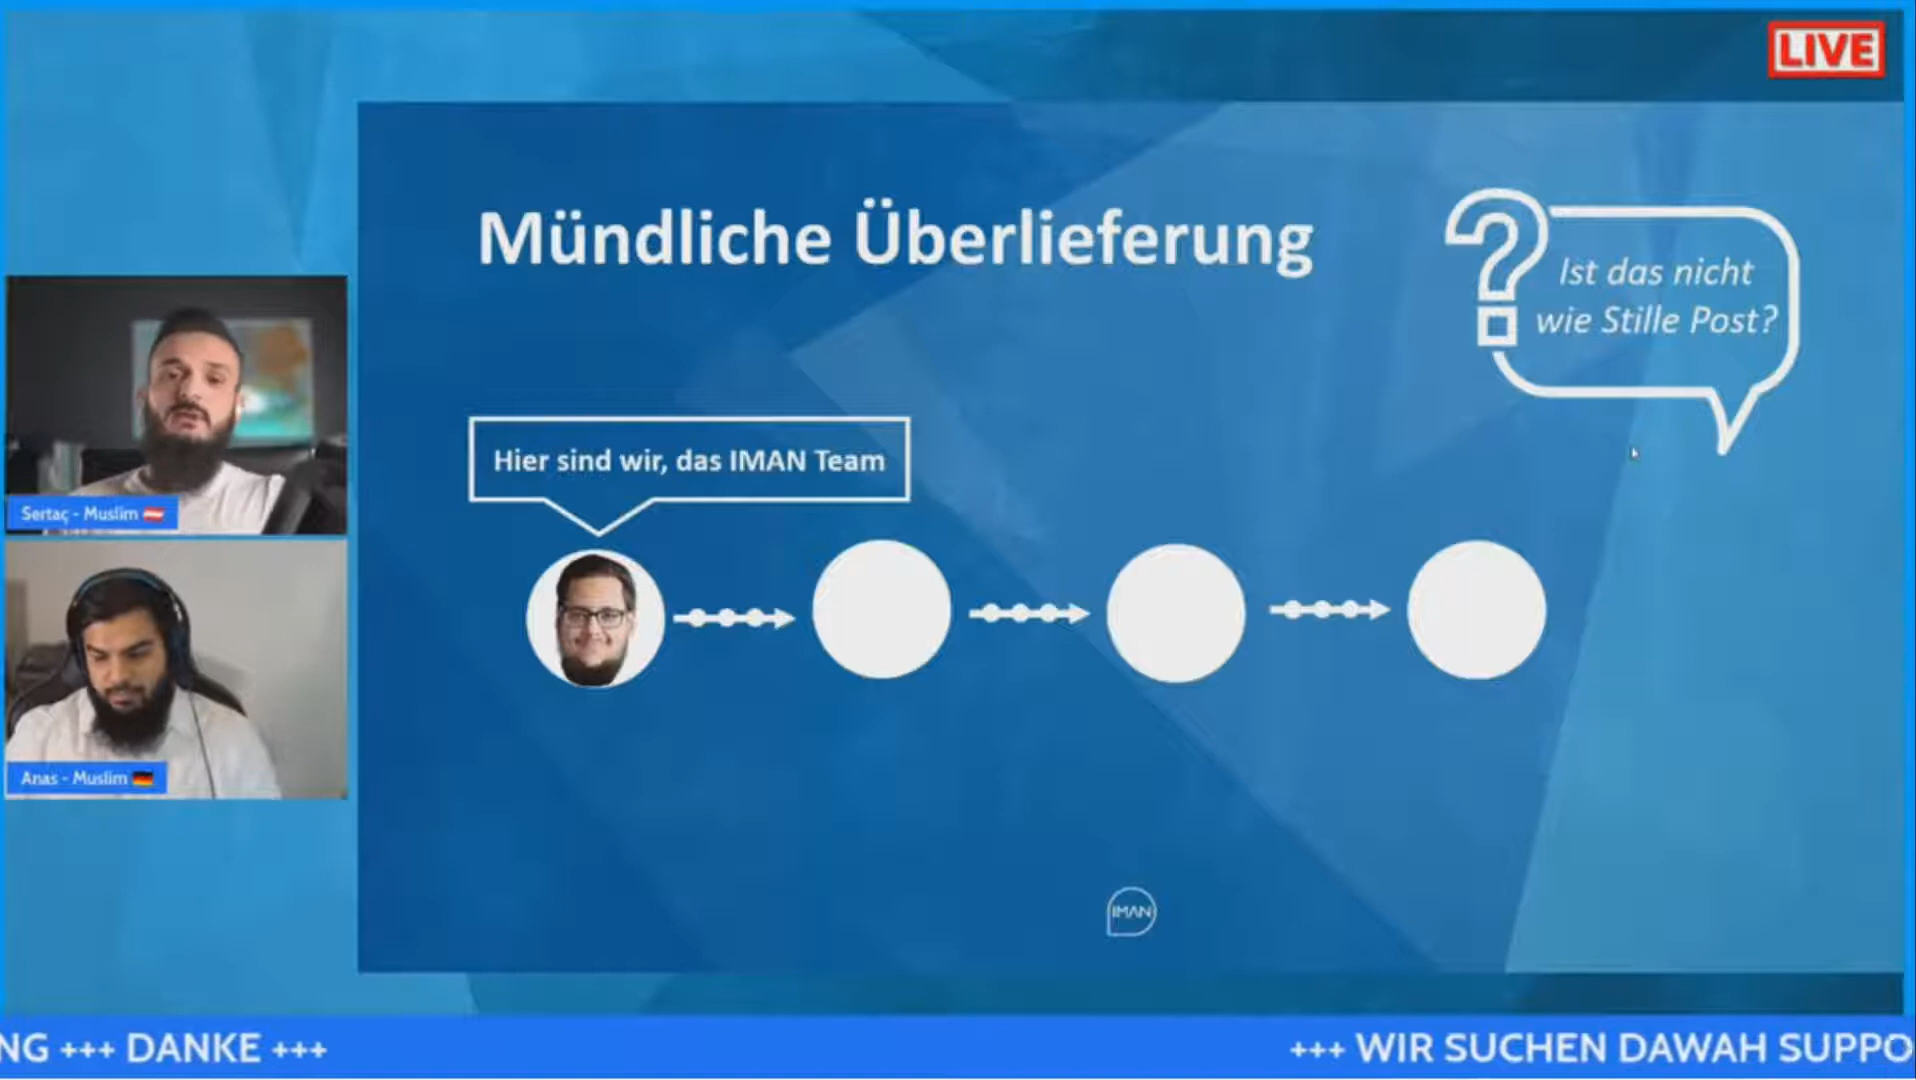 LIVE
Mündliche Überlieferung
Ist das nicht
wie Stille Post?
Hier sind wir, das IMAN Team
Sertaç - Muslim
Anas - Muslim
IMAN
NG +++ DANKE +++
+++ WIR SUCHEN DAWAH SUPPO